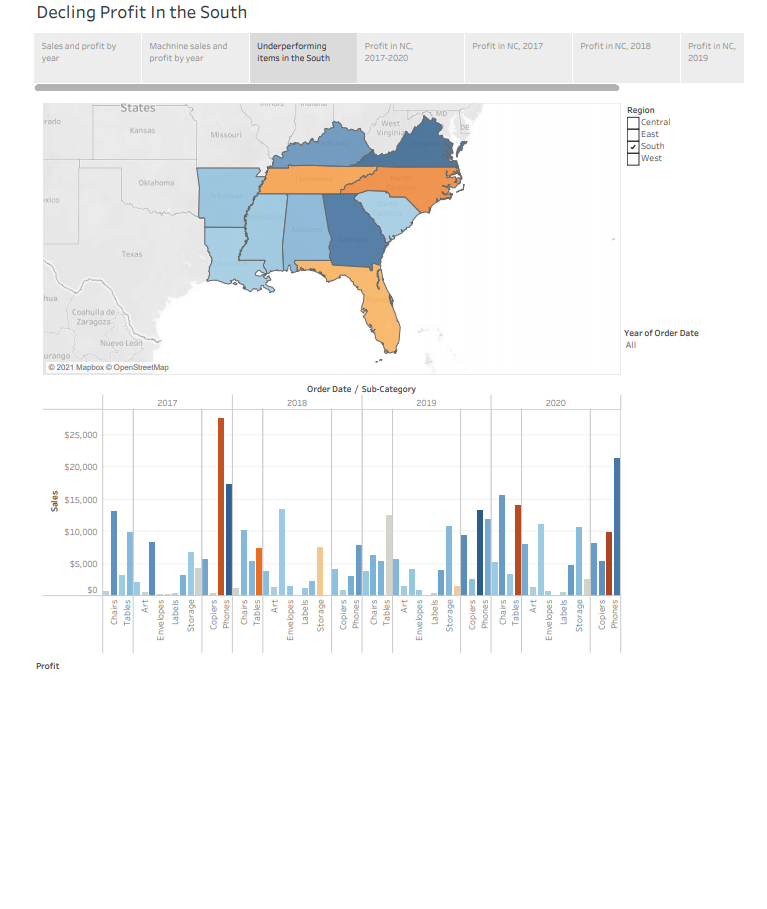 Decling Profit In the South
Sales and profit by
year
Machnine sales and
profit by year
Underperforming
items in the South
Profit in NC,
2017-2020
Profit in NC, 2017
Profit in NC, 2018
Profit in NC,
2019
States
Kansas
Missouri
West
Virginia
MD
DE
Oklahoma
Texas
Coahuila de
Zaragoza
Nuevo León
© 2021 Mapbox © OpenStreetMap
Region
Central
East
South
West
Year of Order Date
All
Order Date / Sub-Category
2017
2018
2019
2020
Sales
$25,000
$20,000
$15,000
$10,000
$5,000
$0
Chairs
Tables
Art
Envelopes
Labels
Storage
Copiers
Phones
Chairs
Tables
Art
Envelopes
Labels
Storage
Copiers
Phones
Chairs
Tables
Art
Envelopes
Labels
Storage
Copiers
Phones
Chairs
Tables
Art
Envelopes
Labels
Storage
Copiers
Phones
Profit